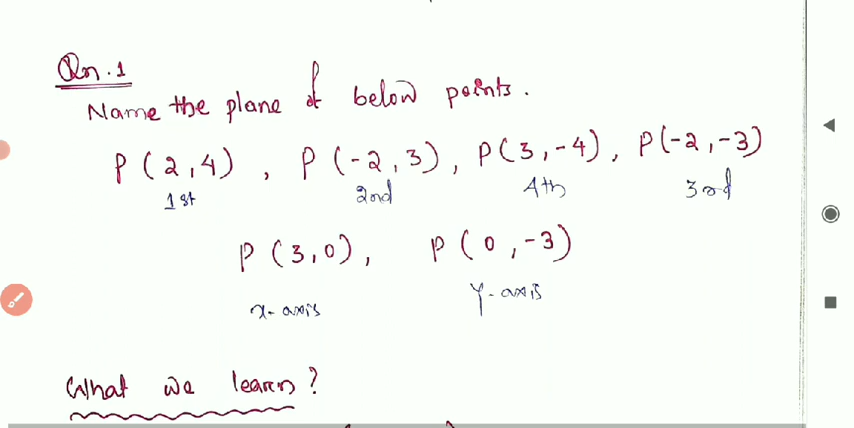 Qn.1
Name the plane of below points.
P(2,4), P(-2,3), P(3,-4), P(-2,-3)
1st 2nd 4th 3rd
P(3,0), P(0,-3)
x-axis Y-axis
What we learn?